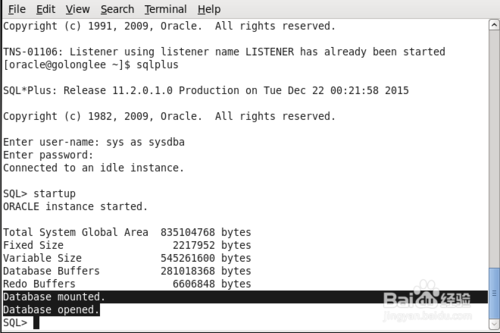 File Edit View Search Terminal Help
Copyright (c) 1991, 2009, Oracle.  All rights reserved.
TNS-01106: Listener using listener name LISTENER has already been started
[oracle@golonglee ~]$ sqlplus
SQL*Plus: Release 11.2.0.1.0 Production on Tue Dec 22 00:21:58 2015
Copyright (c) 1982, 2009, Oracle.  All rights reserved.
Enter user-name: sys as sysdba
Enter password:
Connected to an idle instance.
SQL> startup
ORACLE instance started.
Total System Global Area  835104768 bytes
Fixed Size                  2217952 bytes
Variable Size             545261600 bytes
Database Buffers          281018368 bytes
Redo Buffers                6606848 bytes
Database mounted.
Database opened.
SQL>
Baidu经验
jingyan.baidu.com